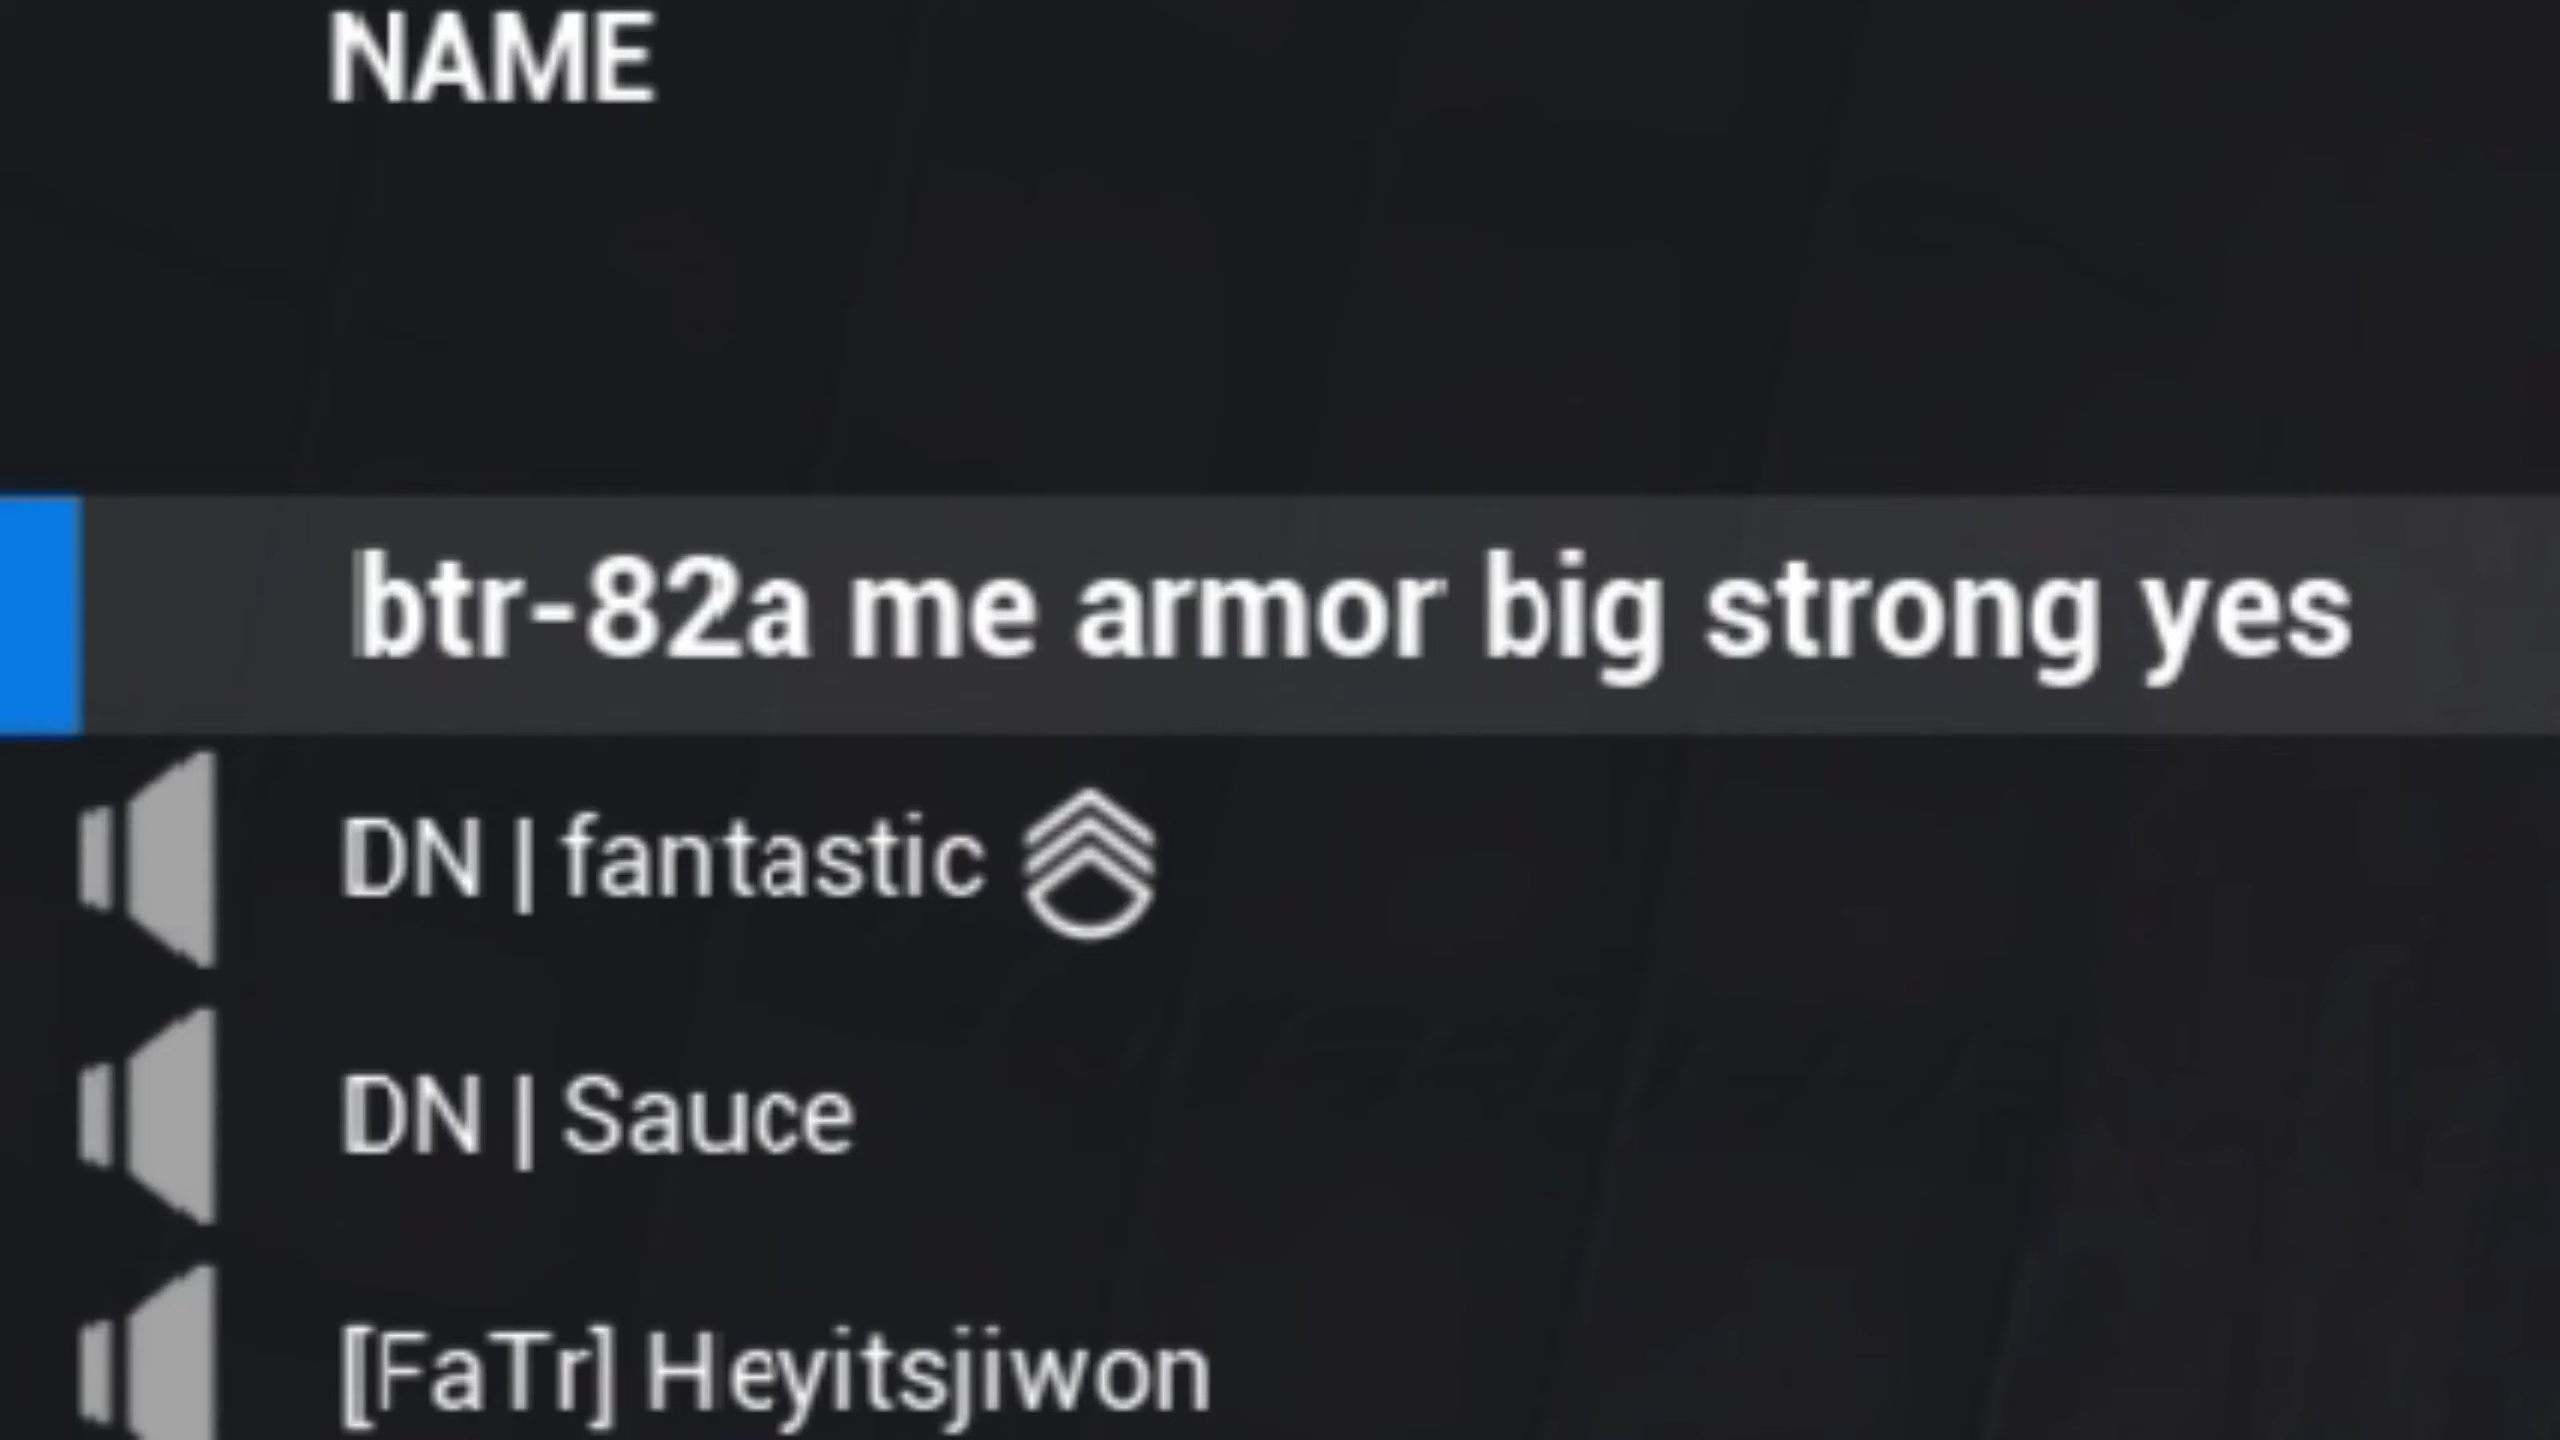 NAME
btr-82a me armor big strong yes
DN | fantastic
DN | Sauce
[FaTr] Heyitsjiwon